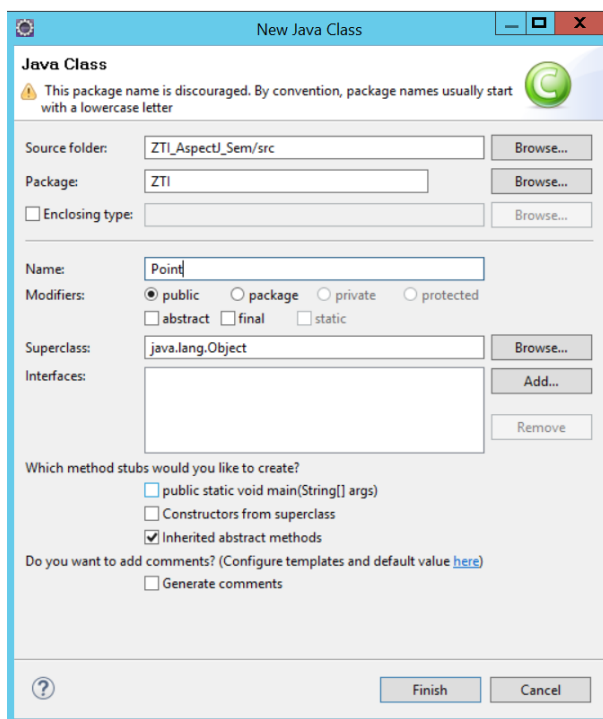 New Java Class
Java Class
This package name is discouraged. By convention, package names usually start
with a lowercase letter
Source folder: ZTI_AspectJ_Sem/src Browse...
Package: ZTI Browse...
Enclosing type: Browse...
Name: Point
Modifiers: public package private protected
abstract final static
Superclass: java.lang.Object Browse...
Interfaces: Add...
Remove
Which method stubs would you like to create?
public static void main(String[] args)
Constructors from superclass
Inherited abstract methods
Do you want to add comments? (Configure templates and default value here)
Generate comments
? Finish Cancel